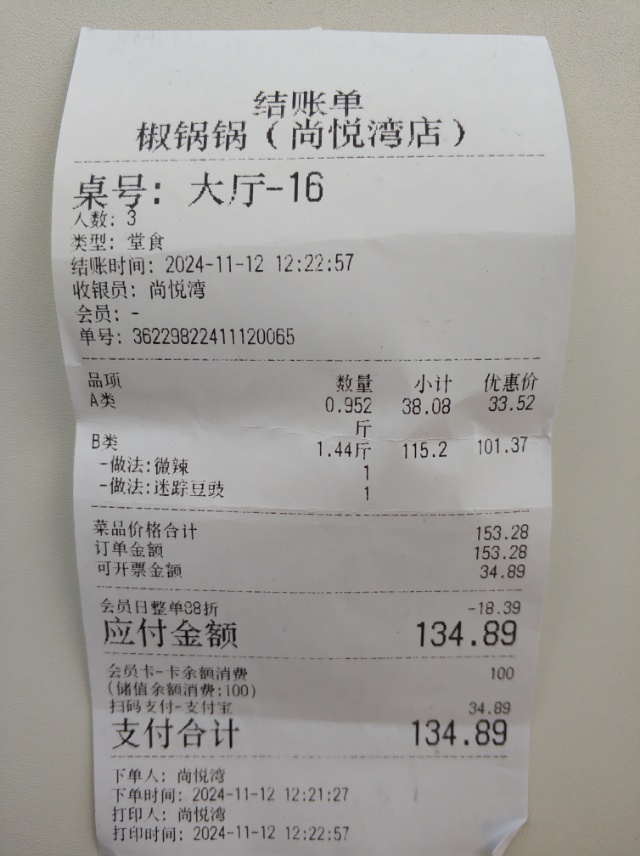 结账单
椒锅锅（尚悦湾店）
桌号: 大厅-16
人数: 3
类型: 堂食
结账时间: 2024-11-12 12:22:57
收银员: 尚悦湾
会员: -
单号: 36229822411120065
品项 数量 小计 优惠价
A类 0.952 38.08 33.52
斤
B类 1.44斤 115.2 101.37
-做法:微辣 1
-做法:迷踪豆豉 1
菜品价格合计 153.28
订单金额 153.28
可开票金额 34.89
会员日整单88折 -18.39
应付金额 134.89
会员卡-卡余额消费 100
(储值余额消费:100)
扫码支付-支付宝 34.89
支付合计 134.89
下单人: 尚悦湾
下单时间: 2024-11-12 12:21:27
打印人: 尚悦湾
打印时间: 2024-11-12 12:22:57